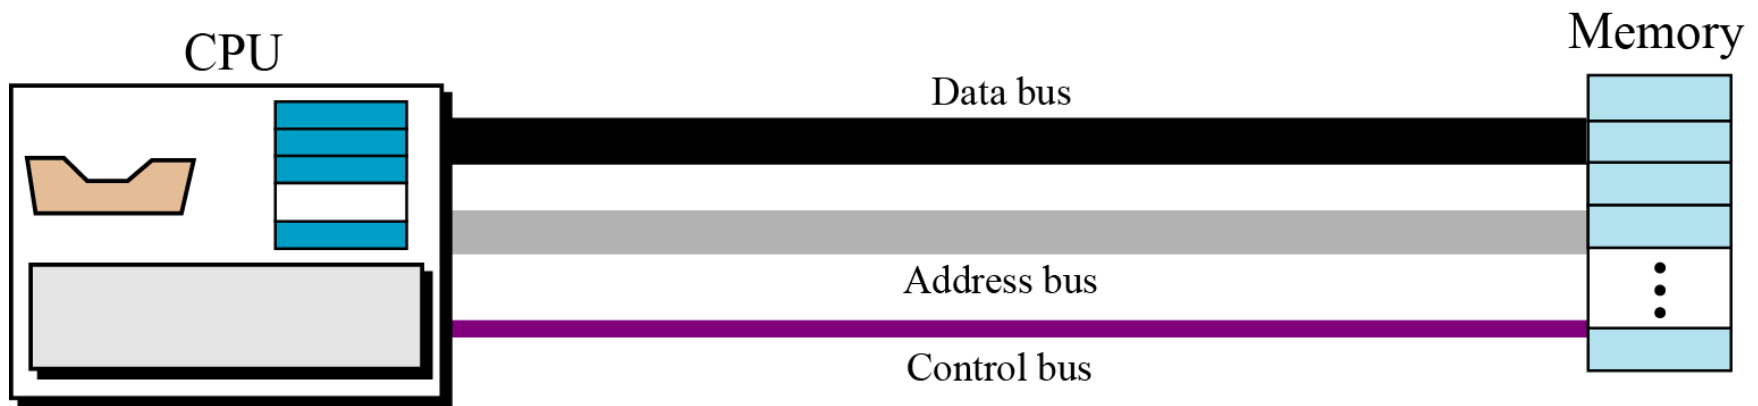 CPU
Memory
Data bus
Address bus
Control bus